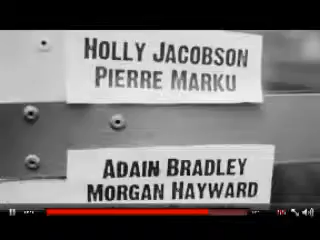 HOLLY JACOBSON
PIERRE MARKU
ADAIN BRADLEY
MORGAN HAYWARD